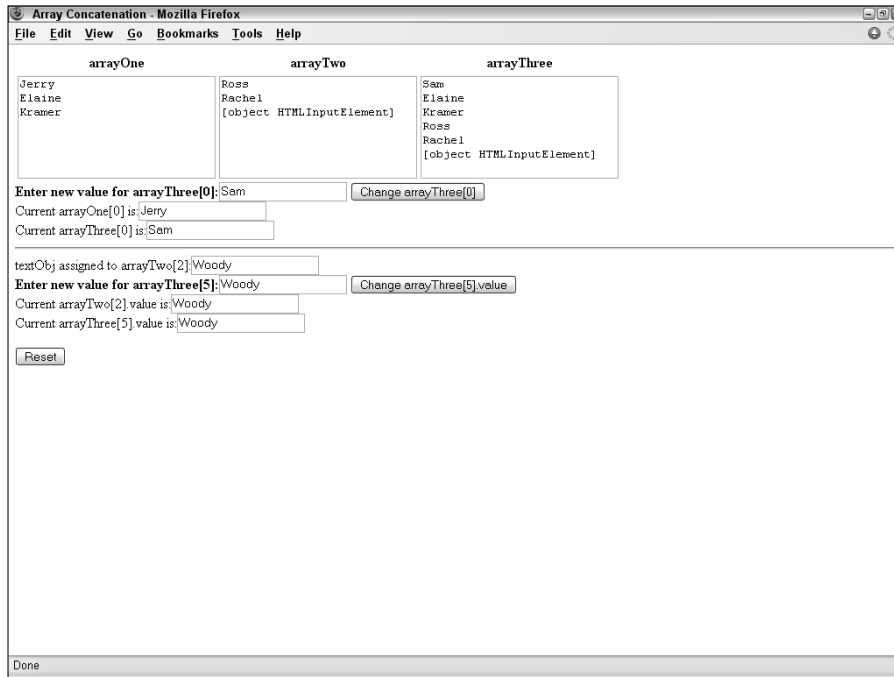 Array Concatenation - Mozilla Firefox
File Edit View Go Bookmarks Tools Help
arrayOne arrayTwo arrayThree
Jerry
Elaine
Kramer
Ross
Rachel
[object HTMLInputElement]
Sam
Elaine
Kramer
Ross
Rachel
[object HTMLInputElement]
Enter new value for arrayThree[0]: Sam Change arrayThree[0]
Current arrayOne[0] is: Jerry
Current arrayThree[0] is: Sam
textObj assigned to arrayTwo[2]: Woody
Enter new value for arrayThree[5]: Woody Change arrayThree[5].value
Current arrayTwo[2].value is: Woody
Current arrayThree[5].value is: Woody
Reset
Done